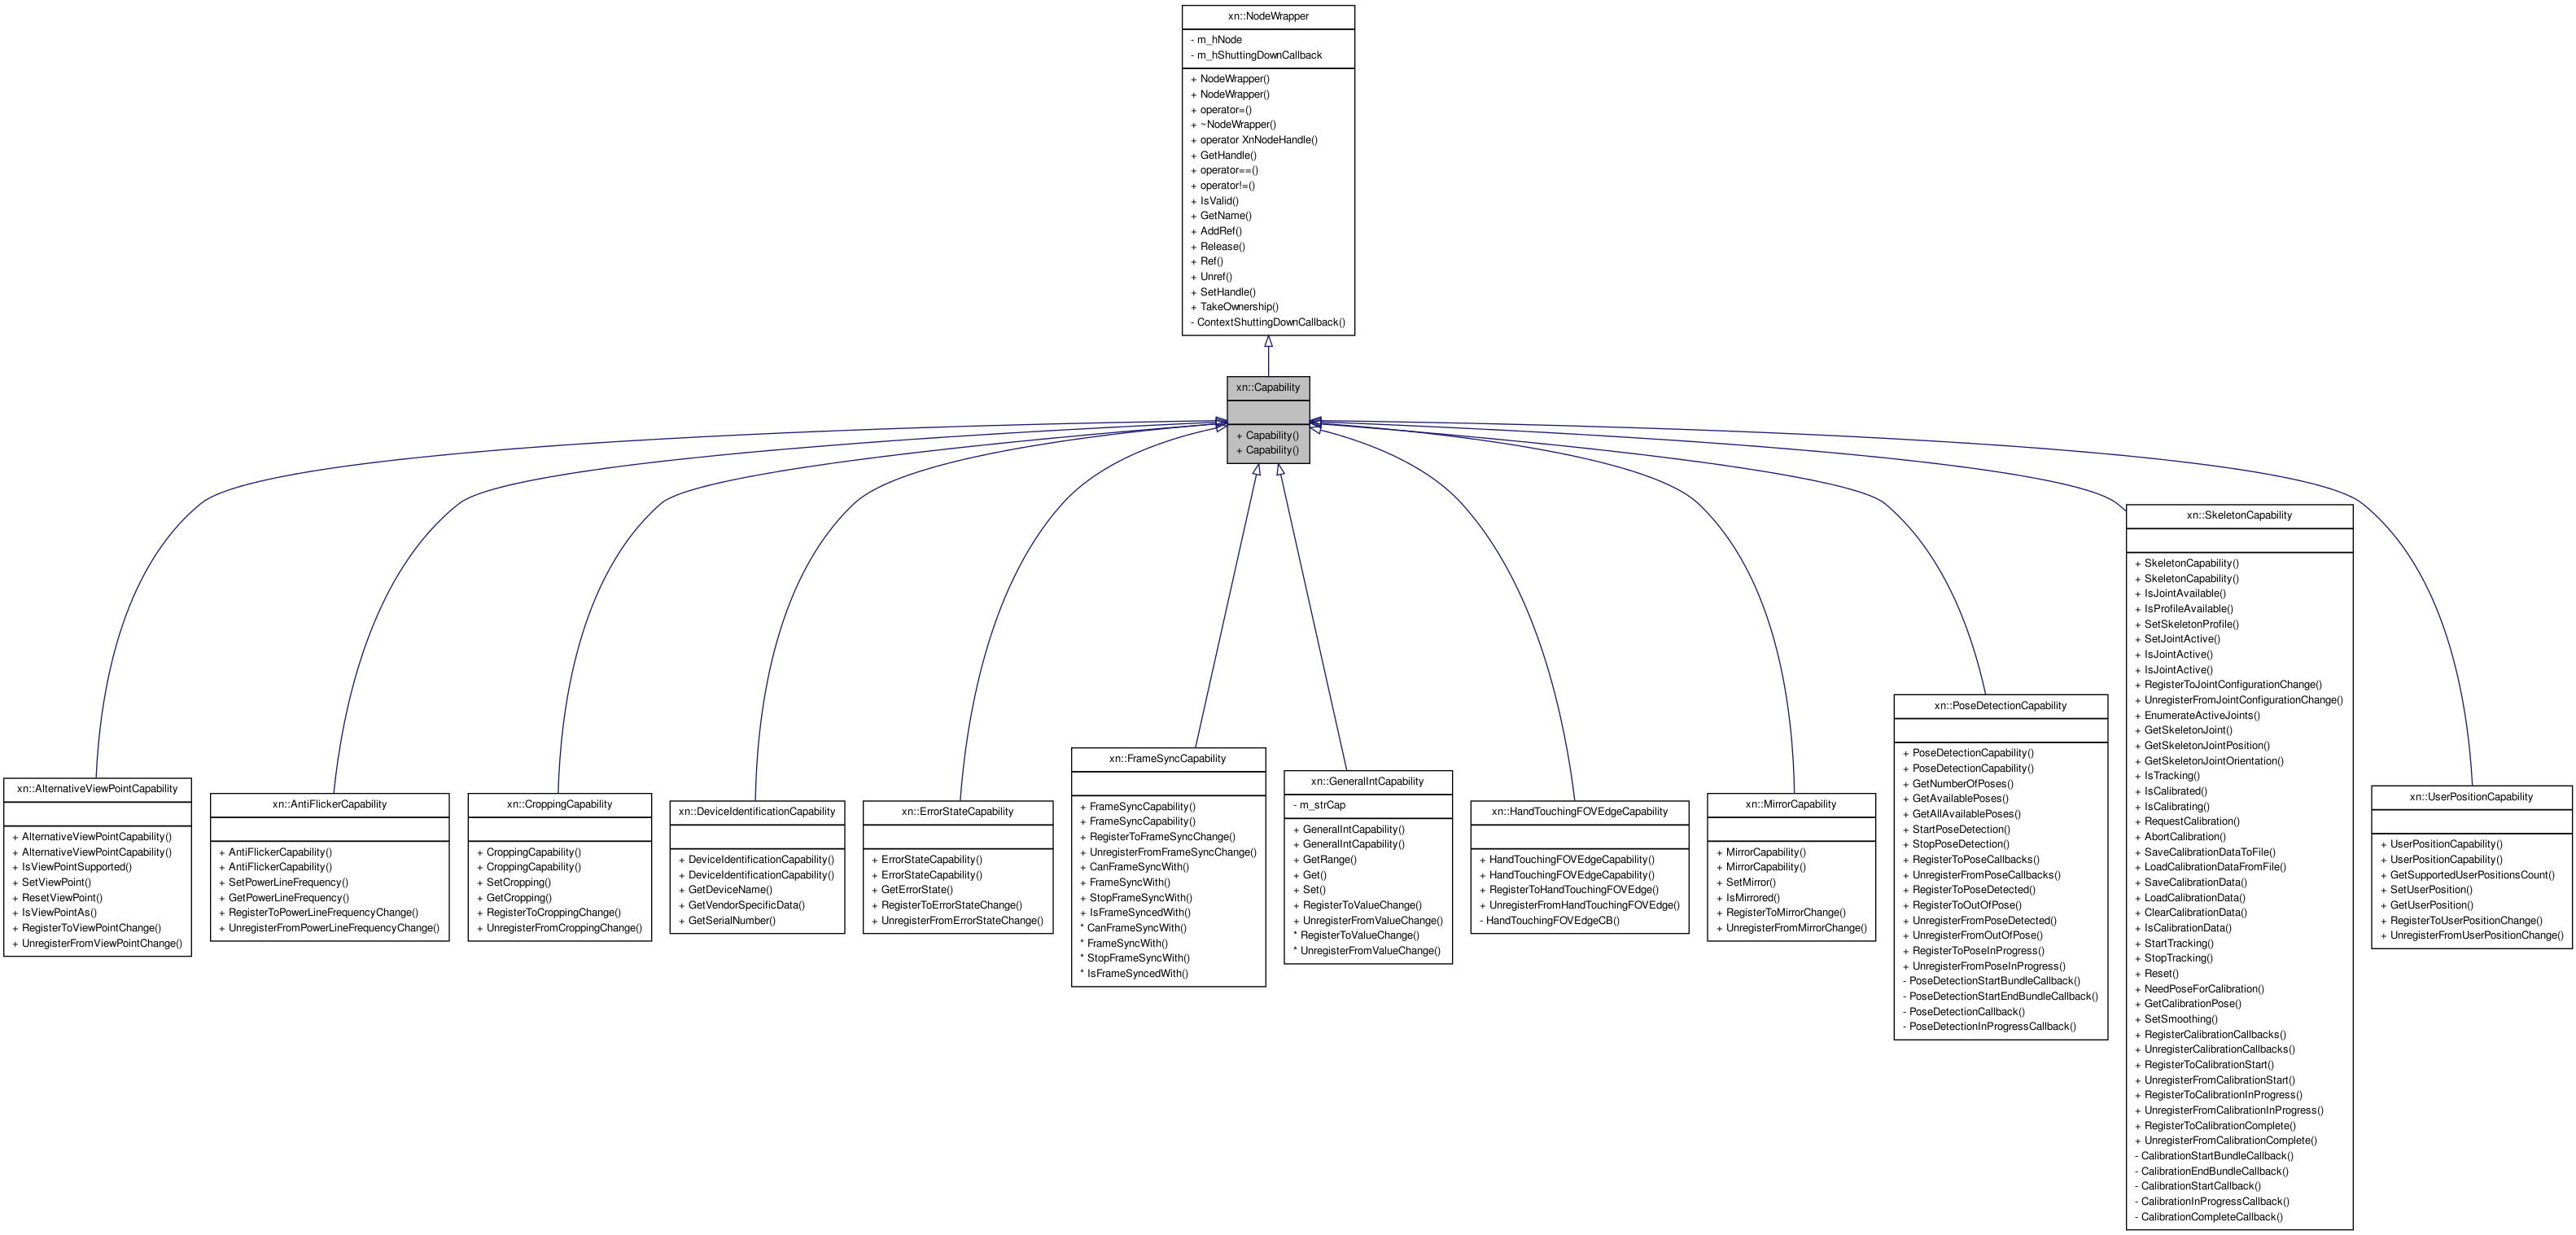 xn::NodeWrapper
- m_hNode
- m_hShuttingDownCallback
+ NodeWrapper()
+ NodeWrapper()
+ operator=()
+ ~NodeWrapper()
+ operator XnNodeHandle()
+ GetHandle()
+ operator==()
+ operator!=()
+ IsValid()
+ GetName()
+ AddRef()
+ Release()
+ Ref()
+ Unref()
+ SetHandle()
+ TakeOwnership()
- ContextShuttingDownCallback()
xn::Capability
+ Capability()
+ Capability()
xn::AlternativeViewPointCapability
+ AlternativeViewPointCapability()
+ AlternativeViewPointCapability()
+ IsViewPointSupported()
+ SetViewPoint()
+ ResetViewPoint()
+ IsViewPointAs()
+ RegisterToViewPointChange()
+ UnregisterFromViewPointChange()
xn::AntiFlickerCapability
+ AntiFlickerCapability()
+ AntiFlickerCapability()
+ SetPowerLineFrequency()
+ GetPowerLineFrequency()
+ RegisterToPowerLineFrequencyChange()
+ UnregisterFromPowerLineFrequencyChange()
xn::CroppingCapability
+ CroppingCapability()
+ CroppingCapability()
+ SetCropping()
+ GetCropping()
+ RegisterToCroppingChange()
+ UnregisterFromCroppingChange()
xn::DeviceIdentificationCapability
+ DeviceIdentificationCapability()
+ DeviceIdentificationCapability()
+ GetDeviceName()
+ GetVendorSpecificData()
+ GetSerialNumber()
xn::ErrorStateCapability
+ ErrorStateCapability()
+ ErrorStateCapability()
+ GetErrorState()
+ RegisterToErrorStateChange()
+ UnregisterFromErrorStateChange()
xn::FrameSyncCapability
+ FrameSyncCapability()
+ FrameSyncCapability()
+ RegisterToFrameSyncChange()
+ UnregisterFromFrameSyncChange()
+ CanFrameSyncWith()
+ FrameSyncWith()
+ StopFrameSyncWith()
+ IsFrameSyncedWith()
* CanFrameSyncWith()
* FrameSyncWith()
* StopFrameSyncWith()
* IsFrameSyncedWith()
xn::GeneralIntCapability
- m_strCap
+ GeneralIntCapability()
+ GeneralIntCapability()
+ GetRange()
+ Get()
+ Set()
+ RegisterToValueChange()
+ UnregisterFromValueChange()
* RegisterToValueChange()
* UnregisterFromValueChange()
xn::HandTouchingFOVEdgeCapability
+ HandTouchingFOVEdgeCapability()
+ HandTouchingFOVEdgeCapability()
+ RegisterToHandTouchingFOVEdge()
+ UnregisterFromHandTouchingFOVEdge()
- HandTouchingFOVEdgeCB()
xn::MirrorCapability
+ MirrorCapability()
+ MirrorCapability()
+ SetMirror()
+ IsMirrored()
+ RegisterToMirrorChange()
+ UnregisterFromMirrorChange()
xn::PoseDetectionCapability
+ PoseDetectionCapability()
+ PoseDetectionCapability()
+ GetNumberOfPoses()
+ GetAvailablePoses()
+ GetAllAvailablePoses()
+ StartPoseDetection()
+ StopPoseDetection()
+ RegisterToPoseCallbacks()
+ UnregisterFromPoseCallbacks()
+ RegisterToPoseDetected()
+ RegisterToOutOfPose()
+ UnregisterFromPoseDetected()
+ UnregisterFromOutOfPose()
+ RegisterToPoseInProgress()
+ UnregisterFromPoseInProgress()
- PoseDetectionStartBundleCallback()
- PoseDetectionStartEndBundleCallback()
- PoseDetectionCallback()
- PoseDetectionInProgressCallback()
xn::SkeletonCapability
+ SkeletonCapability()
+ SkeletonCapability()
+ IsJointAvailable()
+ IsProfileAvailable()
+ SetSkeletonProfile()
+ SetJointActive()
+ IsJointActive()
+ IsJointActive()
+ RegisterToJointConfigurationChange()
+ UnregisterFromJointConfigurationChange()
+ EnumerateActiveJoints()
+ GetSkeletonJoint()
+ GetSkeletonJointPosition()
+ GetSkeletonJointOrientation()
+ IsTracking()
+ IsCalibrated()
+ IsCalibrating()
+ RequestCalibration()
+ AbortCalibration()
+ SaveCalibrationDataToFile()
+ LoadCalibrationDataFromFile()
+ SaveCalibrationData()
+ LoadCalibrationData()
+ ClearCalibrationData()
+ IsCalibrationData()
+ StartTracking()
+ StopTracking()
+ Reset()
+ NeedPoseForCalibration()
+ GetCalibrationPose()
+ SetSmoothing()
+ RegisterCalibrationCallbacks()
+ UnregisterCalibrationCallbacks()
+ RegisterToCalibrationStart()
+ UnregisterFromCalibrationStart()
+ RegisterToCalibrationInProgress()
+ UnregisterFromCalibrationInProgress()
+ RegisterToCalibrationComplete()
+ UnregisterFromCalibrationComplete()
- CalibrationStartBundleCallback()
- CalibrationEndBundleCallback()
- CalibrationStartCallback()
- CalibrationInProgressCallback()
- CalibrationCompleteCallback()
xn::UserPositionCapability
+ UserPositionCapability()
+ UserPositionCapability()
+ GetSupportedUserPositionsCount()
+ SetUserPosition()
+ GetUserPosition()
+ RegisterToUserPositionChange()
+ UnregisterFromUserPositionChange()